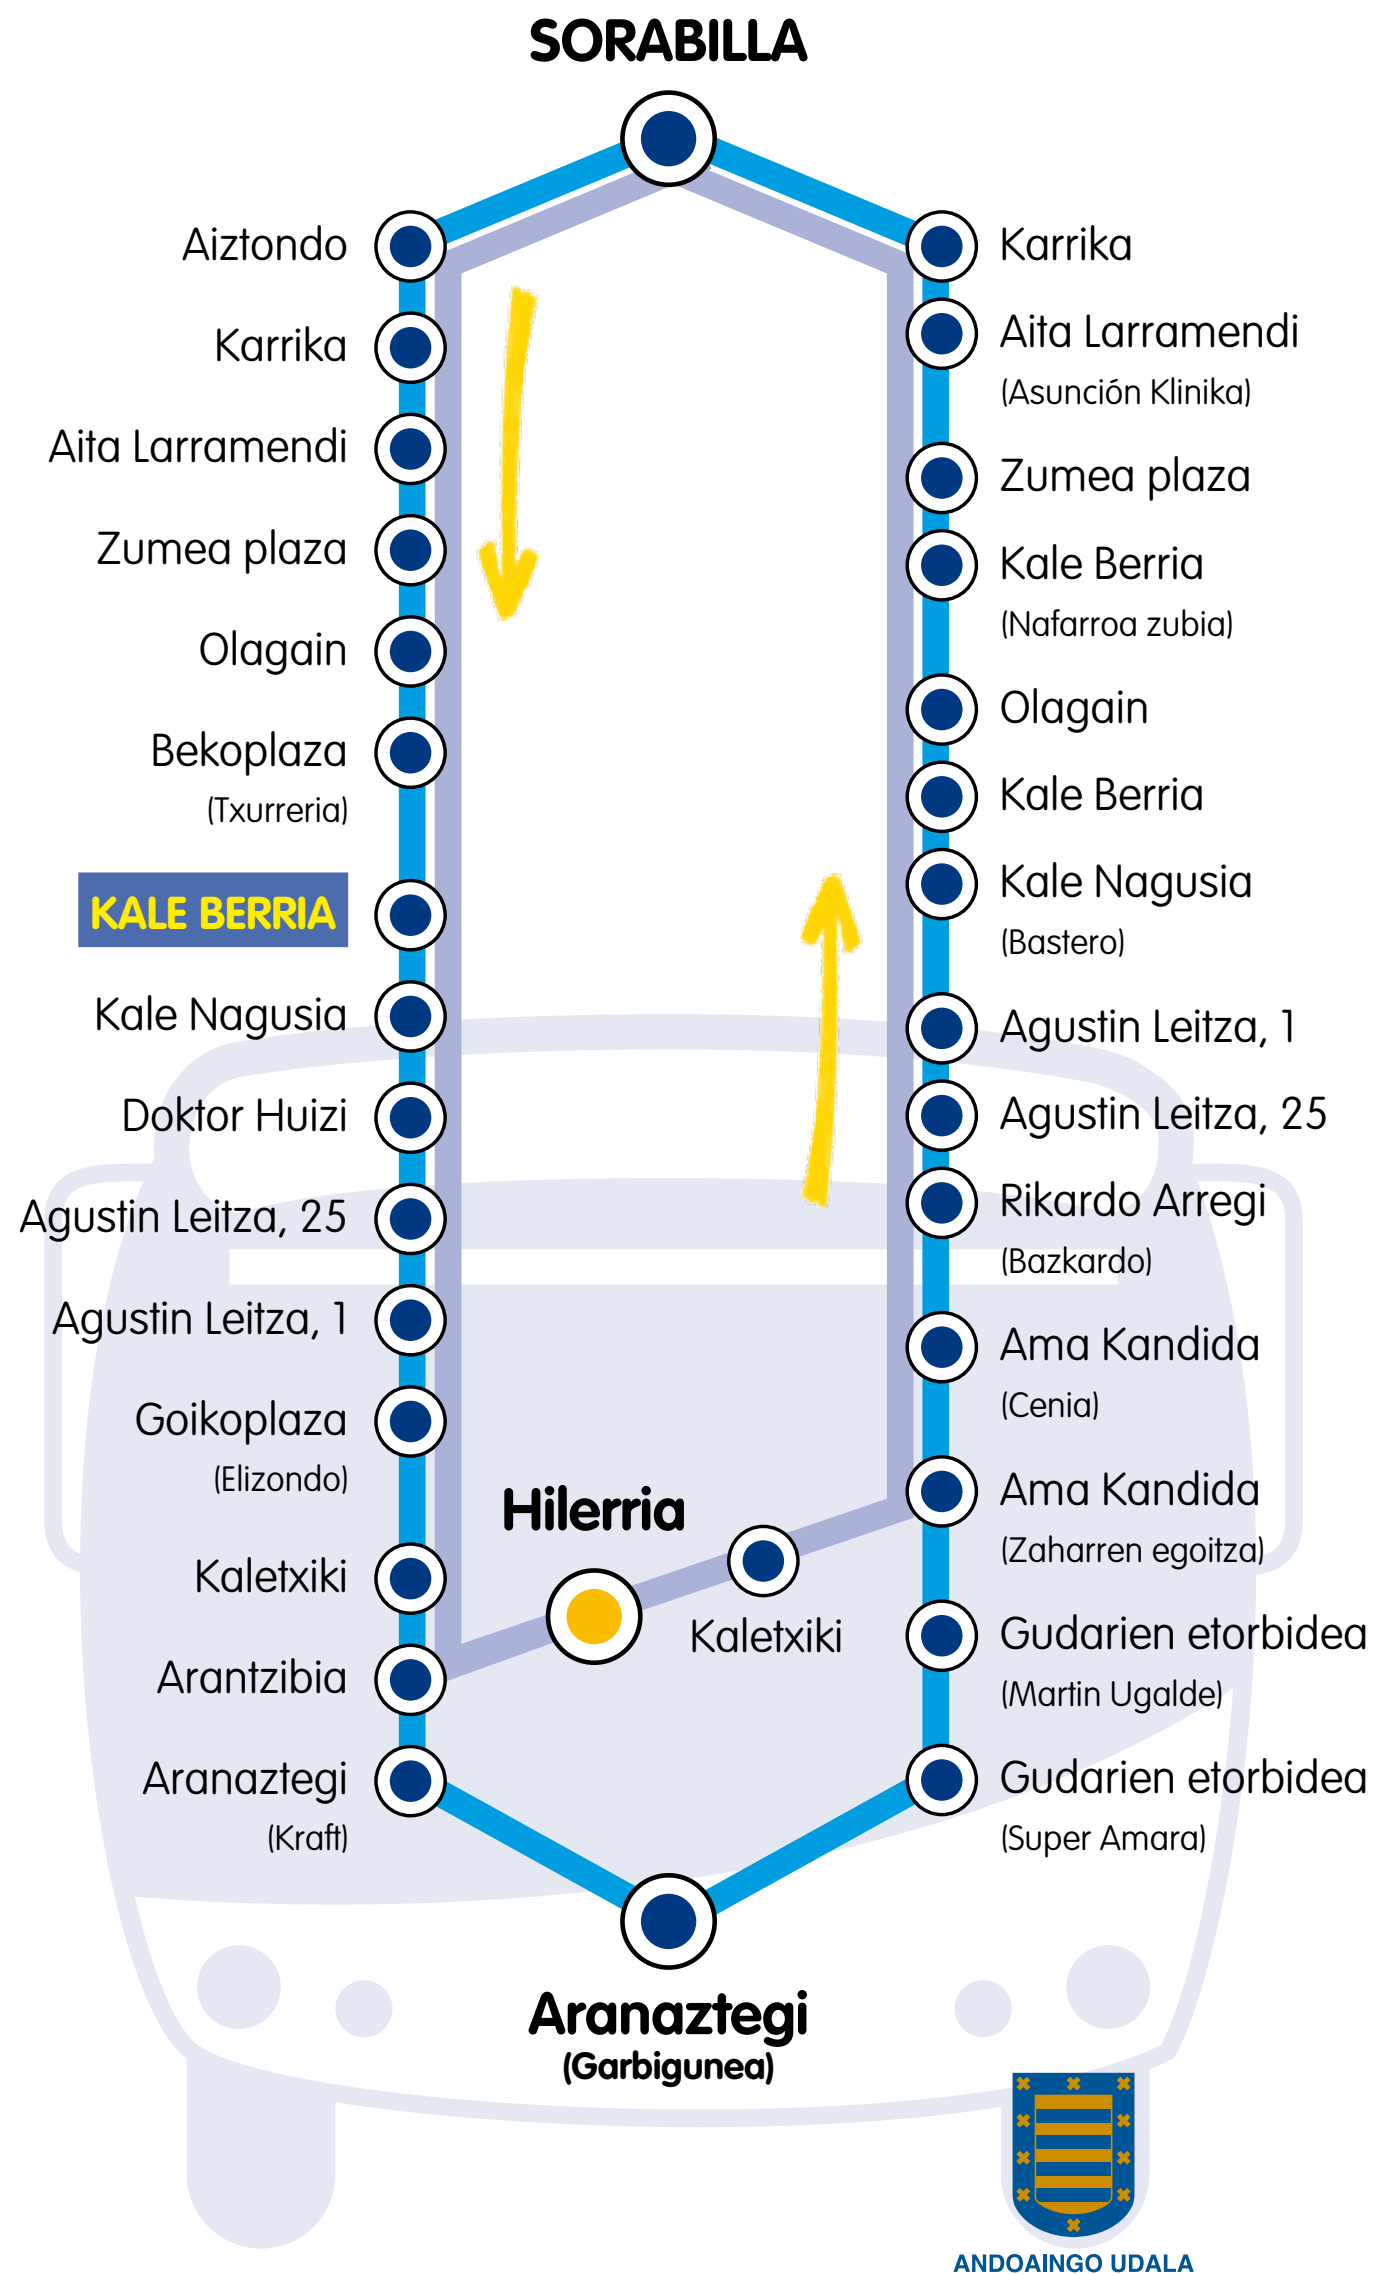 SORABILLA
Aiztondo
Karrika
Aita Larramendi
Zumea plaza
Olagain
Bekoplaza
(Txurreria)
KALE BERRIA
Kale Nagusia
Doktor Huizi
Agustin Leitza, 25
Agustin Leitza, 1
Goikoplaza
(Elizondo)
Kaletxiki
Arantzibia
Aranaztegi
(Kraft)
Karrika
Aita Larramendi
(Asunción Klinika)
Zumea plaza
Kale Berria
(Nafarroa zubia)
Olagain
Kale Berria
Kale Nagusia
(Bastero)
Agustin Leitza, 1
Agustin Leitza, 25
Rikardo Arregi
(Bazkardo)
Ama Kandida
(Cenia)
Ama Kandida
(Zaharren egoitza)
Gudarien etorbidea
(Martin Ugalde)
Gudarien etorbidea
(Super Amara)
Hilerria
Kaletxiki
Aranaztegi
(Garbigunea)
ANDOAINGO UDALA